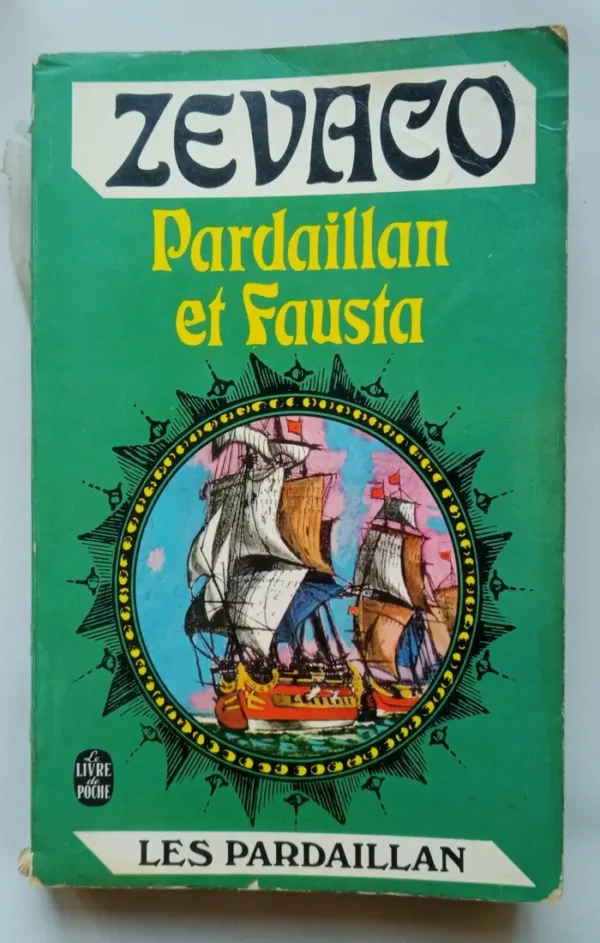 ZEVACO
Pardaillan
et Fausta
Le
LIVRE
de
POCHE
LES PARDAILLAN